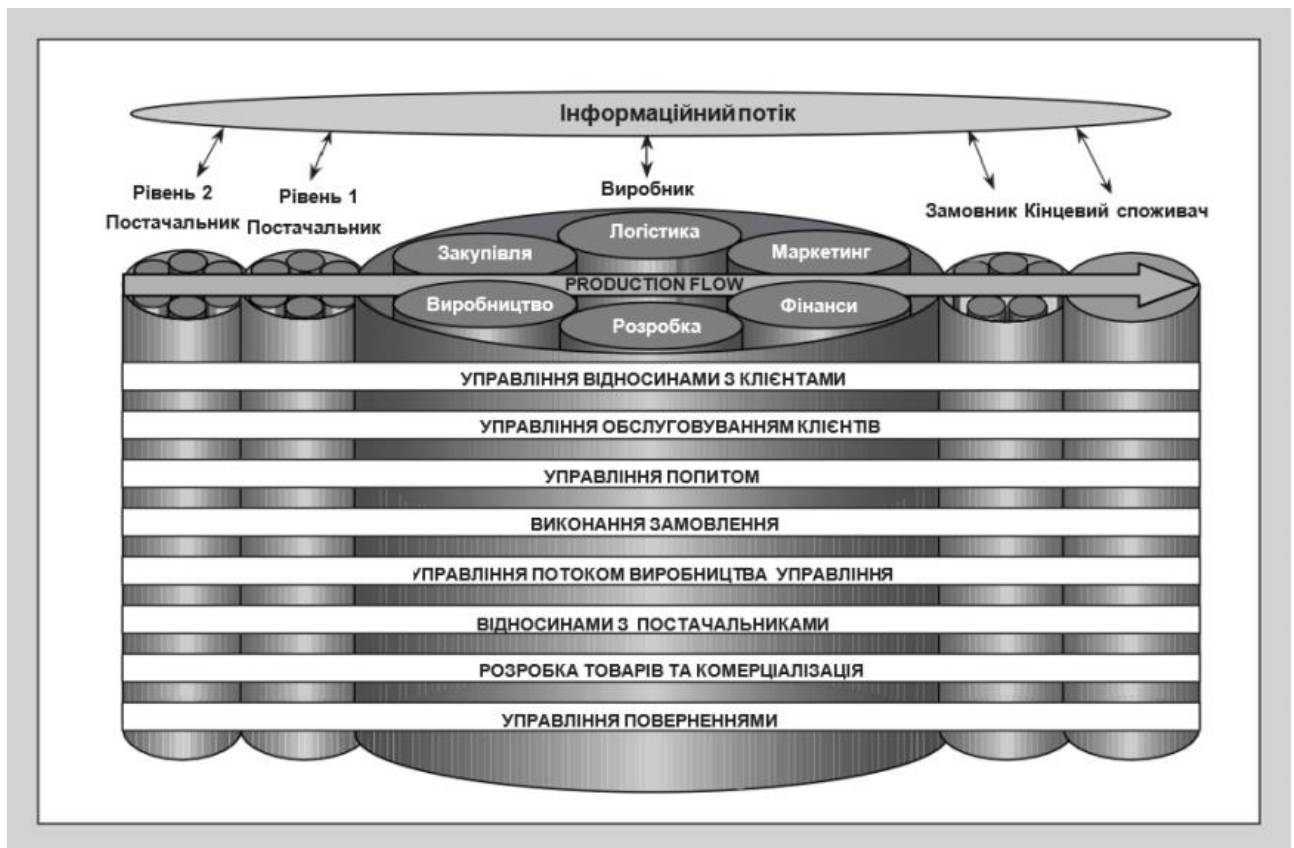 Інформаційний потік
Рівень 2
Постачальник
Рівень 1
Постачальник
Виробник
Замовник Кінцевий споживач
Логістика
Закупівля
Маркетинг
PRODUCTION FLOW
Виробництво
Фінанси
Розробка
УПРАВЛІННЯ ВІДНОСИНАМИ З КЛІЄНТАМИ
УПРАВЛІННЯ ОБСЛУГОВУВАННЯМ КЛІЄНТІВ
УПРАВЛІННЯ ПОПИТОМ
ВИКОНАННЯ ЗАМОВЛЕННЯ
УПРАВЛІННЯ ПОТОКОМ ВИРОБНИЦТВА УПРАВЛІННЯ
ВІДНОСИНАМИ З ПОСТАЧАЛЬНИКАМИ
РОЗРОБКА ТОВАРІВ ТА КОМЕРЦІАЛІЗАЦІЯ
УПРАВЛІННЯ ПОВЕРНЕННЯМИ